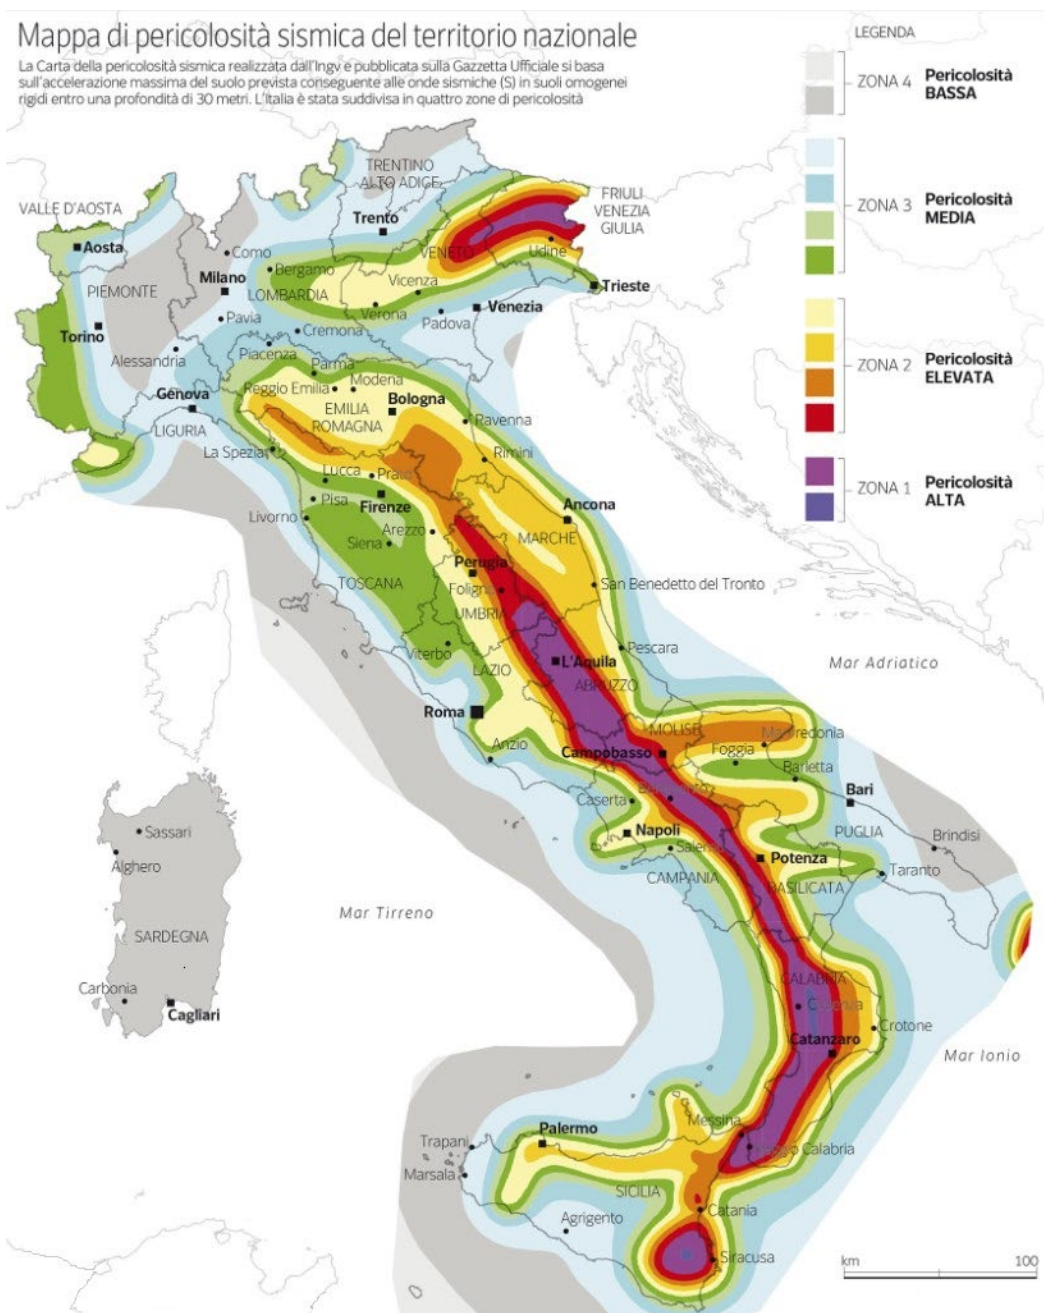 Mappa di pericolosità sismica del territorio nazionale
La Carta della pericolosità sismica realizzata dall'Ingv e pubblicata sulla Gazzetta Ufficiale si basa
sull'accelerazione massima del suolo prevista conseguente alle onde sismiche (S) in suoli omogenei
rigidi entro una profondità di 30 metri. L'Italia è stata suddivisa in quattro zone di pericolosità
LEGENDA
ZONA 4
Pericolosità
BASSA
ZONA 3
Pericolosità
MEDIA
ZONA 2
Pericolosità
ELEVATA
ZONA 1
Pericolosità
ALTA
TRENTINO
ALTO ADIGE
VALLE D'AOSTA
FRIULI
VENEZIA
GIULIA
Trento
Aosta
Como
VENETO
Udine
Bergamo
Milano
Vicenza
Trieste
PIEMONTE
LOMBARDIA
Venezia
Verona
Padova
Pavia
Torino
Cremona
Alessandria
Piacenza
Parma
Reggio Emilia
Modena
Genova
Bologna
EMILIA
ROMAGNA
Ravenna
LIGURIA
La Spezia
Rimini
Lucca
Prato
Pisa
Firenze
Ancona
Livorno
Arezzo
MARCHE
Siena
Perugia
TOSCANA
Foligno
San Benedetto del Tronto
UMBRIA
Viterbo
Pescara
LAZIO
L'Aquila
Mar Adriatico
ABRUZZO
Roma
MOLISE
Manfredonia
Anzio
Campobasso
Foggia
Barletta
Bari
Caserta
Benevento
Sassari
Napoli
PUGLIA
Brindisi
Salerno
Potenza
Alghero
Taranto
CAMPANIA
BASILICATA
Mar Tirreno
SARDEGNA
CALABRIA
Carbonia
Cosenza
Cagliari
Crotone
Catanzaro
Mar Ionio
Messina
Palermo
Trapani
Reggio Calabria
Marsala
SICILIA
Agrigento
Catania
Siracusa
km
100